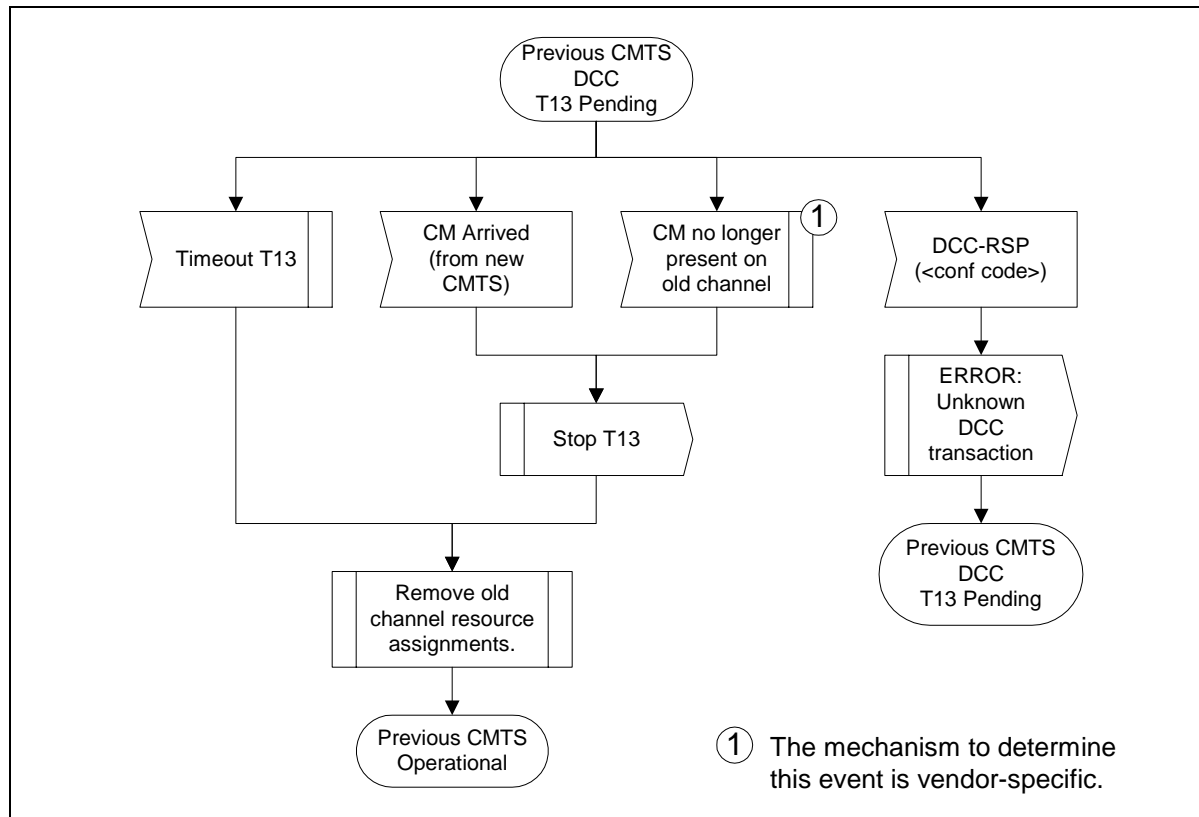 Previous CMTS
DCC
T13 Pending
Timeout T13
CM Arrived
(from new
CMTS)
CM no longer
present on
old channel
1
DCC-RSP
(<conf code>)
Stop T13
ERROR:
Unknown
DCC
transaction
Previous CMTS
DCC
T13 Pending
Remove old
channel resource
assignments.
Previous CMTS
Operational
1 The mechanism to determine
this event is vendor-specific.